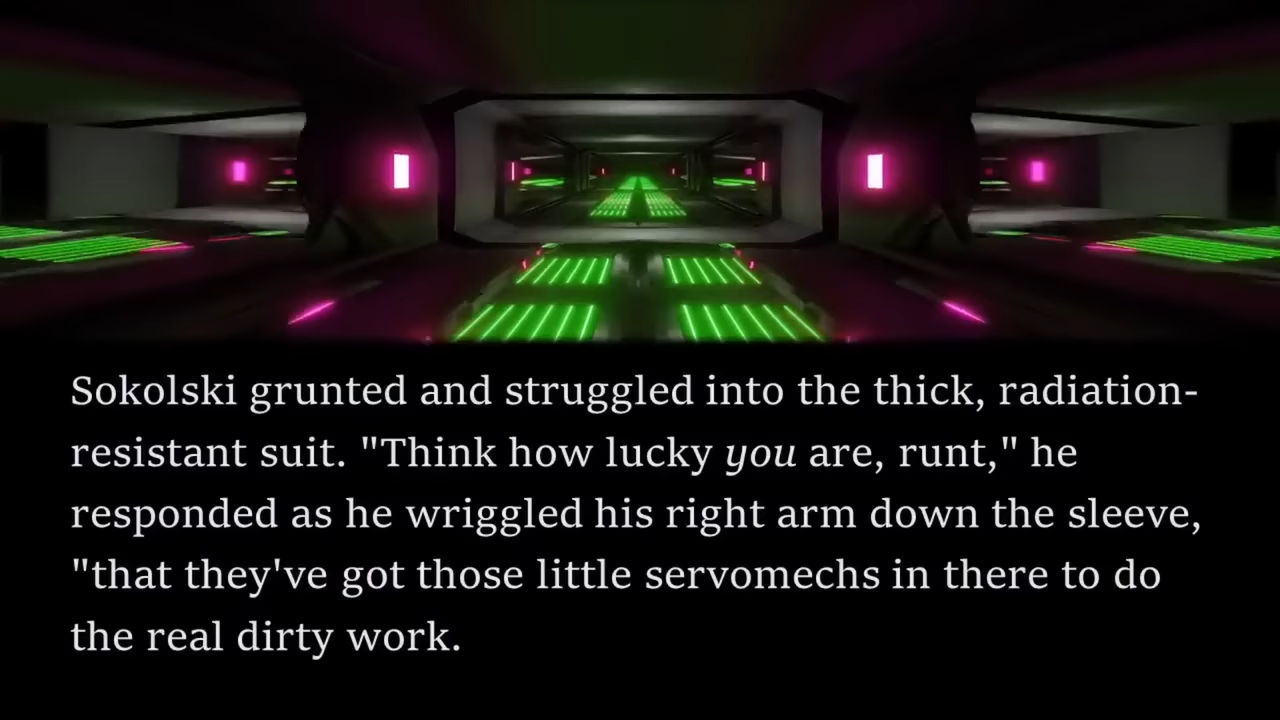 Sokolski grunted and struggled into the thick, radiation-
resistant suit. "Think how lucky you are, runt," he
responded as he wriggled his right arm down the sleeve,
"that they've got those little servomechs in there to do
the real dirty work.